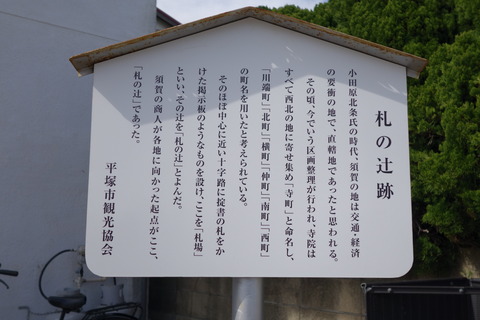 札の辻跡
小田原北条氏の時代、須賀の地は交通・経済
の要衝の地で、直轄地であったと思われる。
その頃、今でいう区画整理が行われ、寺院は
すべて西北の地に寄せ集め「寺町」と命名し、
「川端町」「北町」「横町」「仲町」「南町」「西町」
の町名を用いたと考えられている。
そのほぼ中心に近い十字路に掟書の札をか
けた掲示板のようなものを設け、ここを「札場」
といい、その辻を「札の辻」とよんだ。
須賀の商人が各地に向かった起点がここ、
「札の辻」であった。
平塚市観光協会